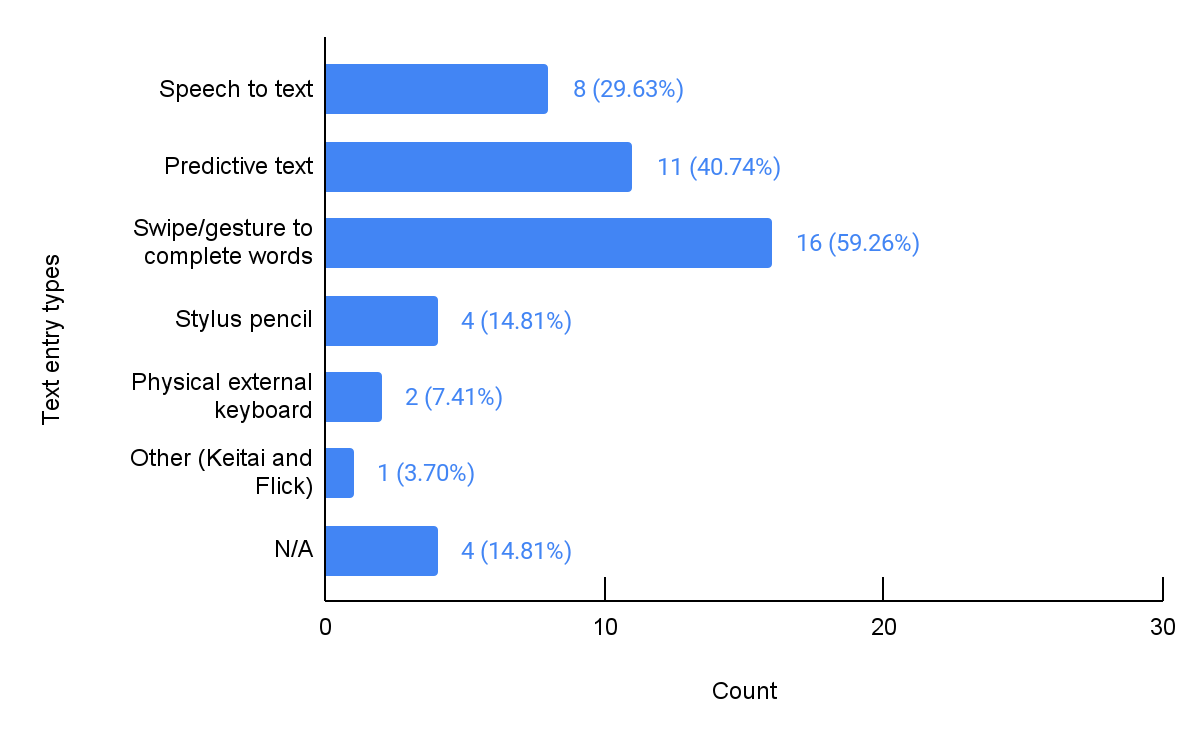 Speech to text
8 (29.63%)
Predictive text
11 (40.74%)
Swipe/gesture to
complete words
16 (59.26%)
Stylus pencil
4 (14.81%)
Physical external
keyboard
2 (7.41%)
Other (Keitai and
Flick)
1 (3.70%)
N/A
4 (14.81%)
Text entry types
0
10
20
30
Count